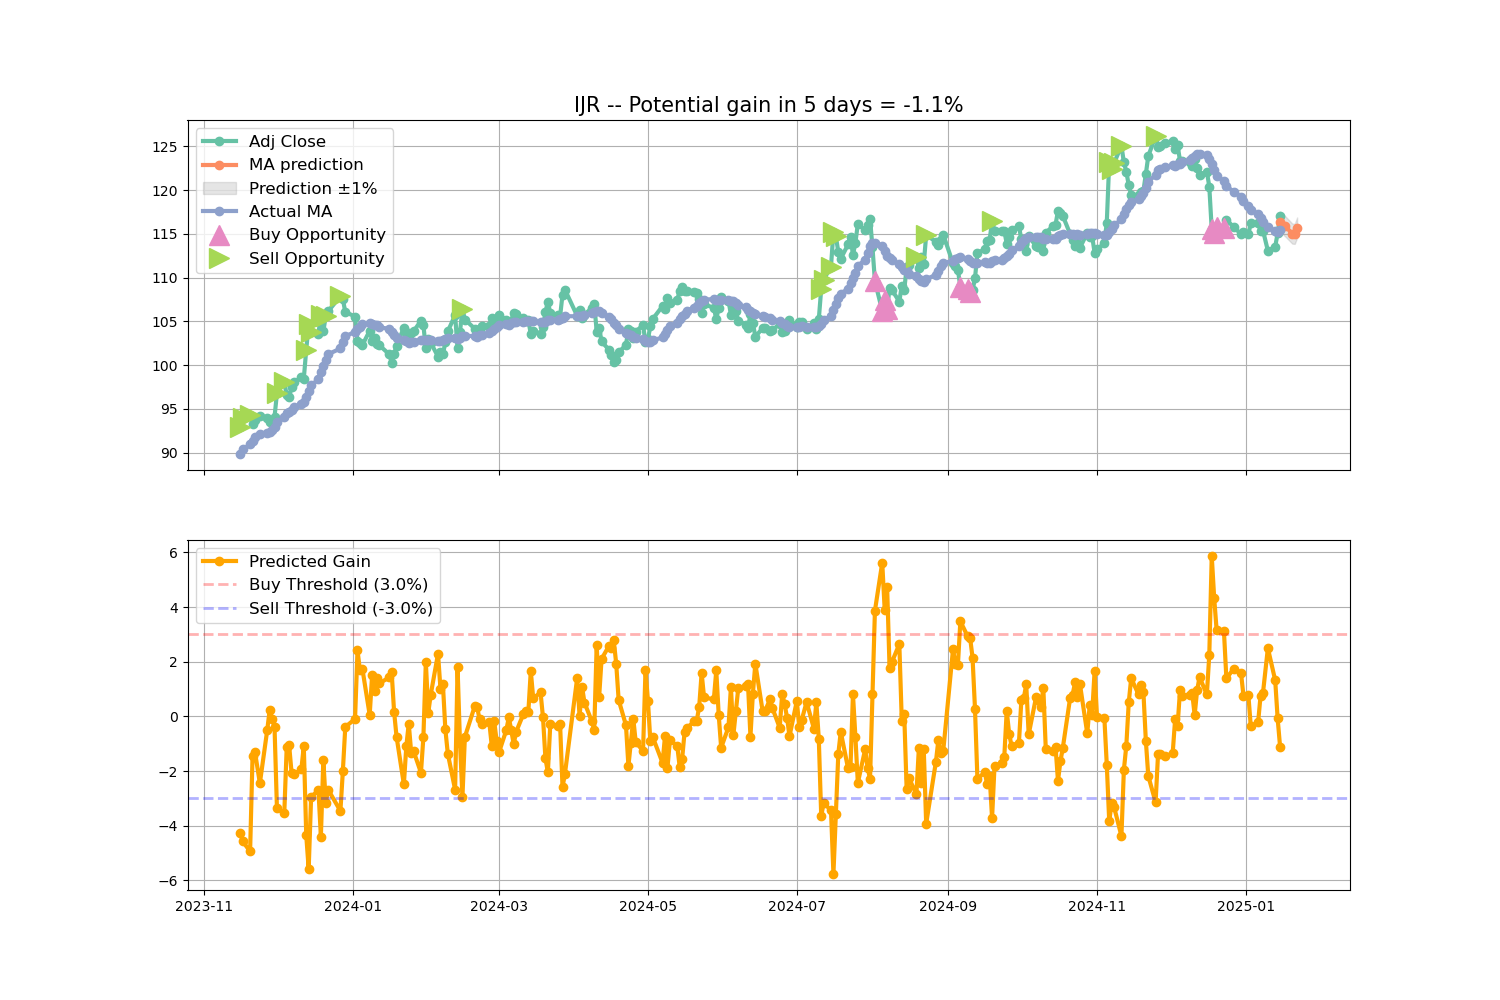 IJR -- Potential gain in 5 days = -1.1%
125
120
115
110
105
100
95
90
Adj Close
MA prediction
Prediction ±1%
Actual MA
Buy Opportunity
Sell Opportunity
6
4
2
0
−2
−4
−6
Predicted Gain
Buy Threshold (3.0%)
Sell Threshold (-3.0%)
2023-11 2024-01 2024-03 2024-05 2024-07 2024-09 2024-11 2025-01